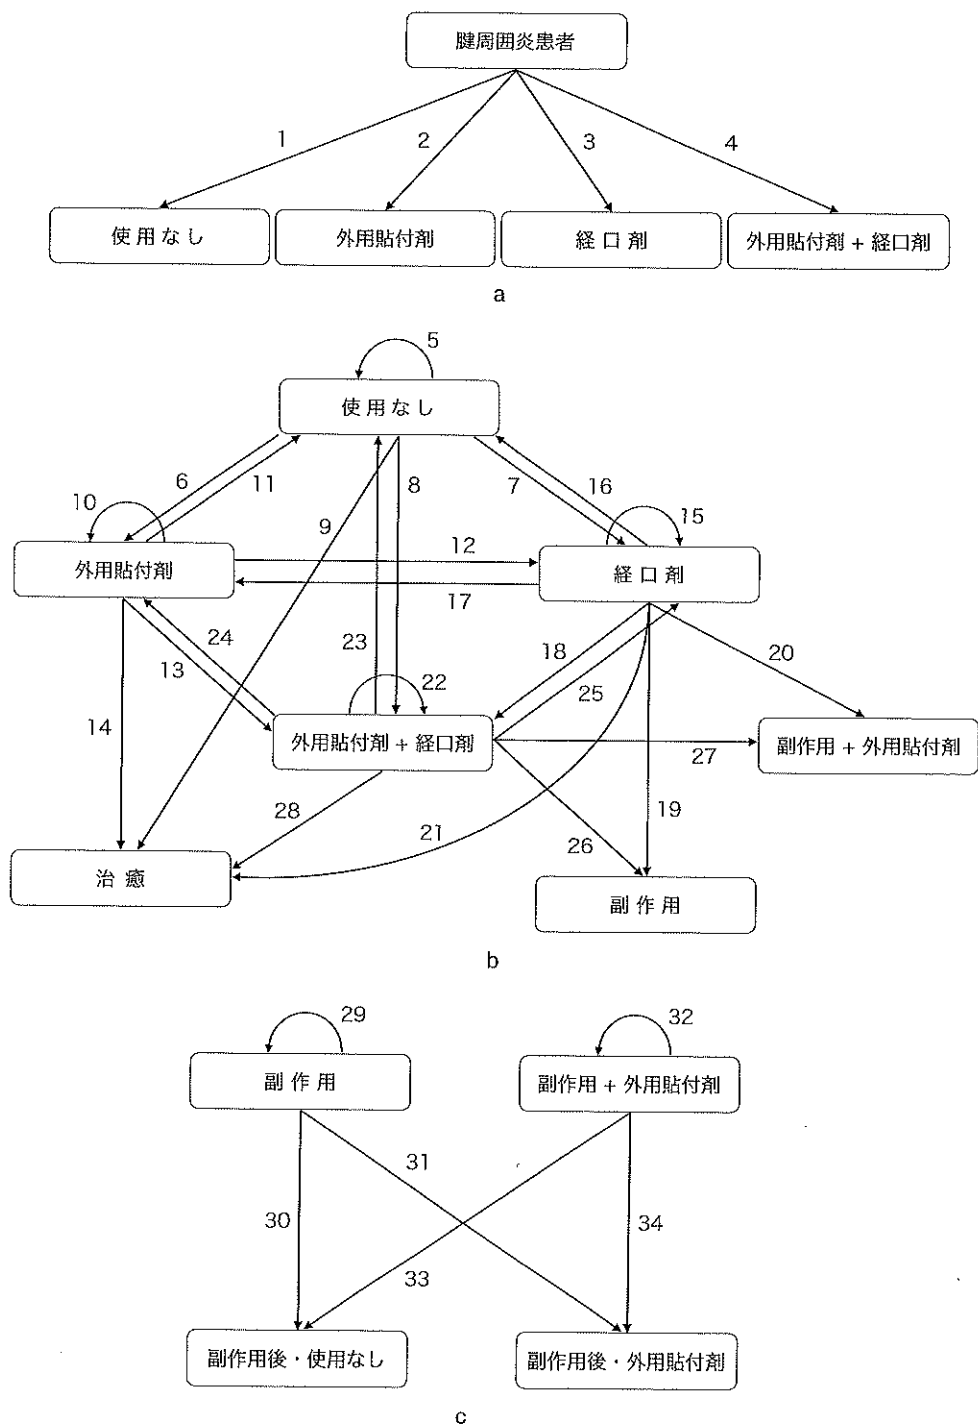 腱周囲炎患者
1
2
3
4
使用なし
外用貼付剤
経口剤
外用貼付剤 + 経口剤
a
5
使用なし
6
11
7
16
8
9
10
15
外用貼付剤
12
経口剤
17
24
13
23
22
18
25
20
14
外用貼付剤 + 経口剤
27
副作用 + 外用貼付剤
28
21
26
19
治癒
副作用
b
29
32
副作用
副作用 + 外用貼付剤
31
30
34
33
副作用後・使用なし
副作用後・外用貼付剤
c